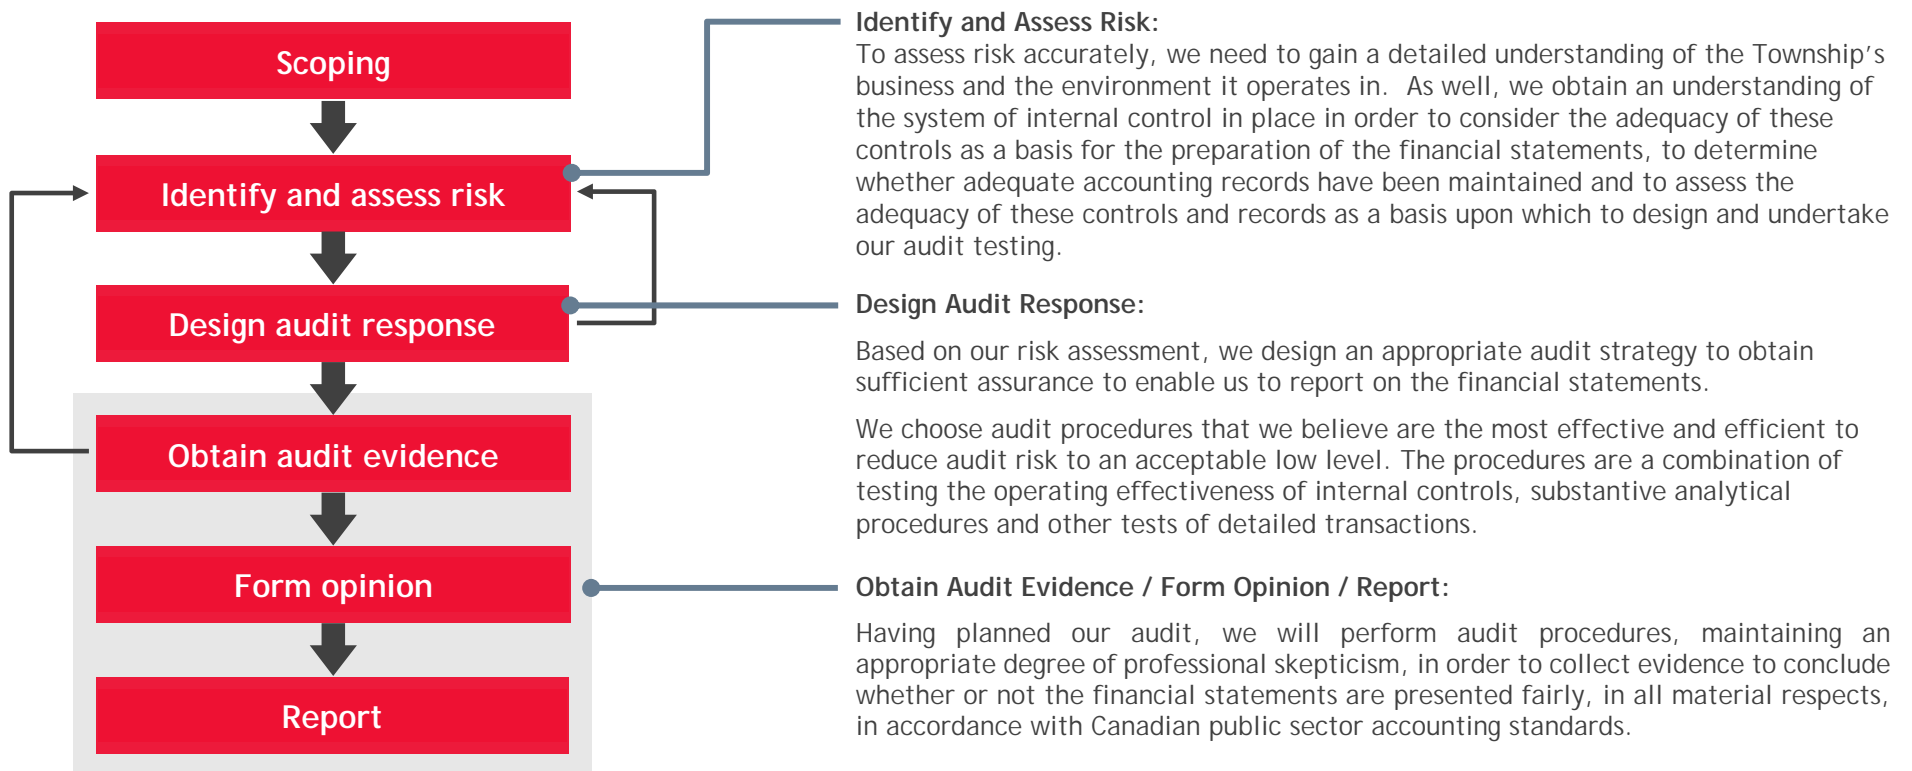 Scoping
Identify and assess risk
Design audit response
Obtain audit evidence
Form opinion
Report
Identify and Assess Risk:
To assess risk accurately, we need to gain a detailed understanding of the Township’s
business and the environment it operates in.  As well, we obtain an understanding of
the system of internal control in place in order to consider the adequacy of these
controls as a basis for the preparation of the financial statements, to determine
whether adequate accounting records have been maintained and to assess the
adequacy of these controls and records as a basis upon which to design and undertake
our audit testing.
Design Audit Response:
Based on our risk assessment, we design an appropriate audit strategy to obtain
sufficient assurance to enable us to report on the financial statements.
We choose audit procedures that we believe are the most effective and efficient to
reduce audit risk to an acceptable low level. The procedures are a combination of
testing the operating effectiveness of internal controls, substantive analytical
procedures and other tests of detailed transactions.
Obtain Audit Evidence / Form Opinion / Report:
Having planned our audit, we will perform audit procedures, maintaining an
appropriate degree of professional skepticism, in order to collect evidence to conclude
whether or not the financial statements are presented fairly, in all material respects,
in accordance with Canadian public sector accounting standards.